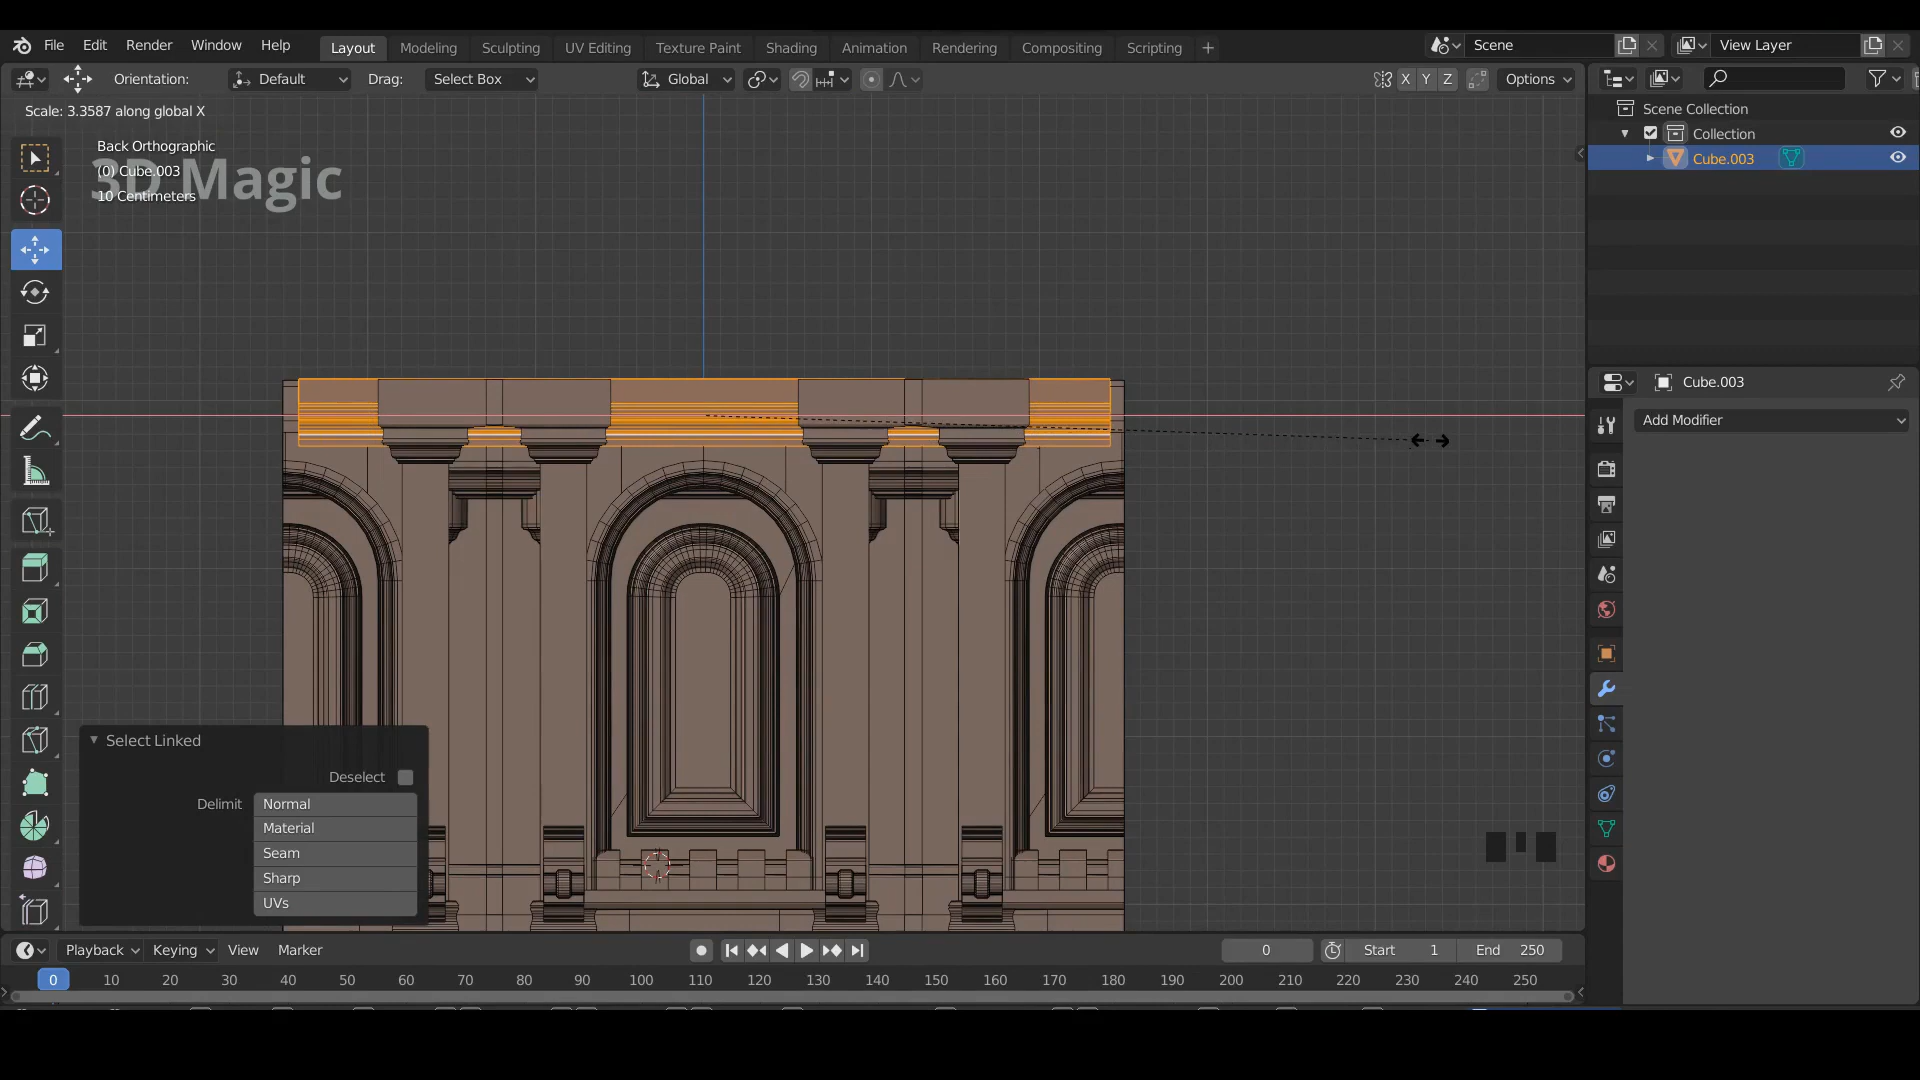 File Edit Render Window Help Layout Modeling Sculpting UV Editing Texture Paint Shading Animation Rendering Compositing Scripting + Scene View Layer
Orientation: Default Drag: Select Box Global X Y Z Options
Scale: 3.3587 along global X
Back Orthographic
(0) Cube.003
10 Centimeters
3D Magic
Scene Collection
Collection
Cube.003
Cube.003
Add Modifier
Select Linked
Deselect
Delimit Normal
Material
Seam
Sharp
UVs
Playback Keying View Marker 0 Start 1 End 250
0 10 20 30 40 50 60 70 80 90 100 110 120 130 140 150 160 170 180 190 200 210 220 230 240 250